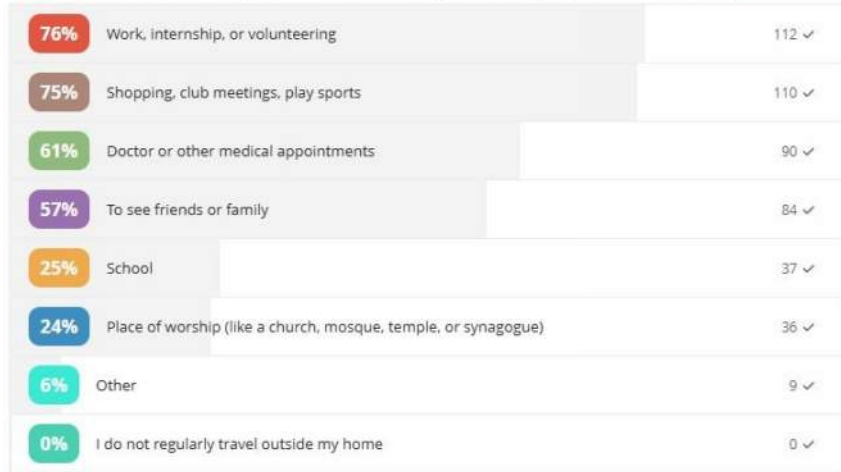 76% Work, internship, or volunteering 112 ✓
75% Shopping, club meetings, play sports 110 ✓
61% Doctor or other medical appointments 90 ✓
57% To see friends or family 84 ✓
25% School 37 ✓
24% Place of worship (like a church, mosque, temple, or synagogue) 36 ✓
6% Other 9 ✓
0% I do not regularly travel outside my home 0 ✓